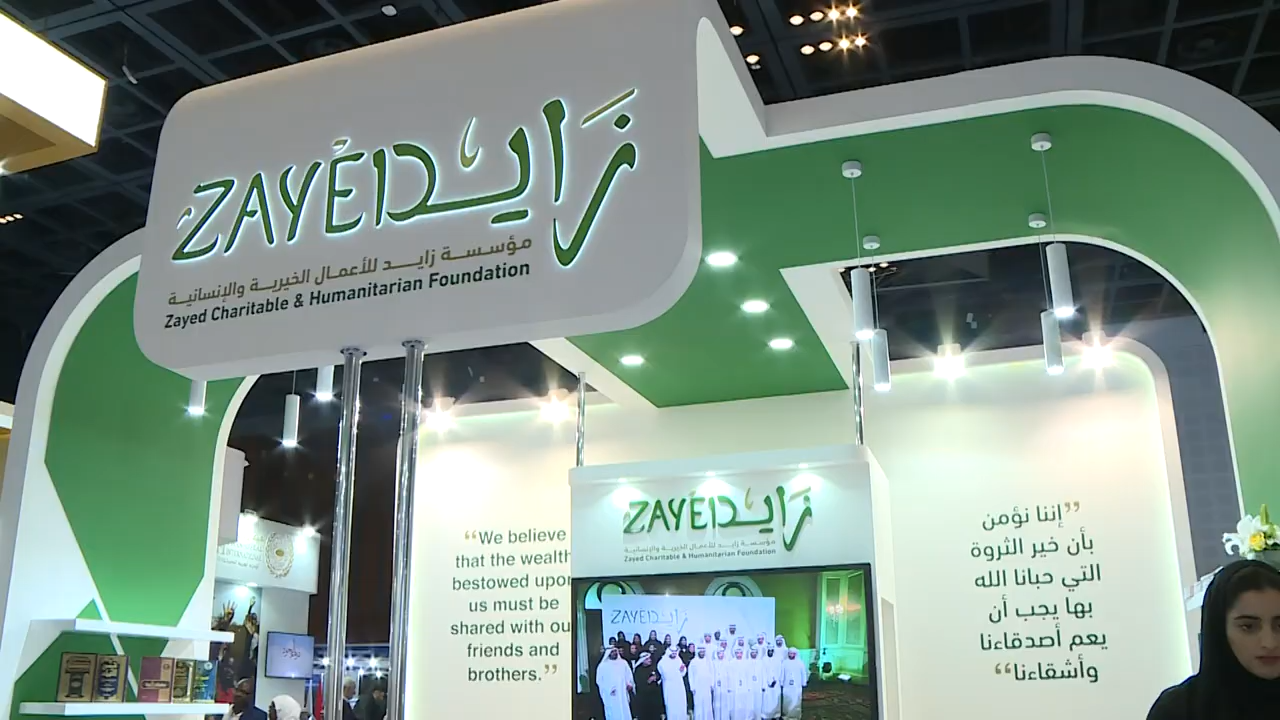 ZAYED زايد
مؤسسة زايد للأعمال الخيرية والإنسانية
Zayed Charitable & Humanitarian Foundation
ZAYED زايد
مؤسسة زايد للأعمال الخيرية والإنسانية
Zayed Charitable & Humanitarian Foundation
“We believe
that the wealth
bestowed upon
us must be
shared with ou
friends and
brothers.”
ZAYED زايد
”إننا نؤمن
بأن خير الثروة
التي حبانا الله
بها يجب أن
يعم أصدقاءنا
وأشقاءنا“